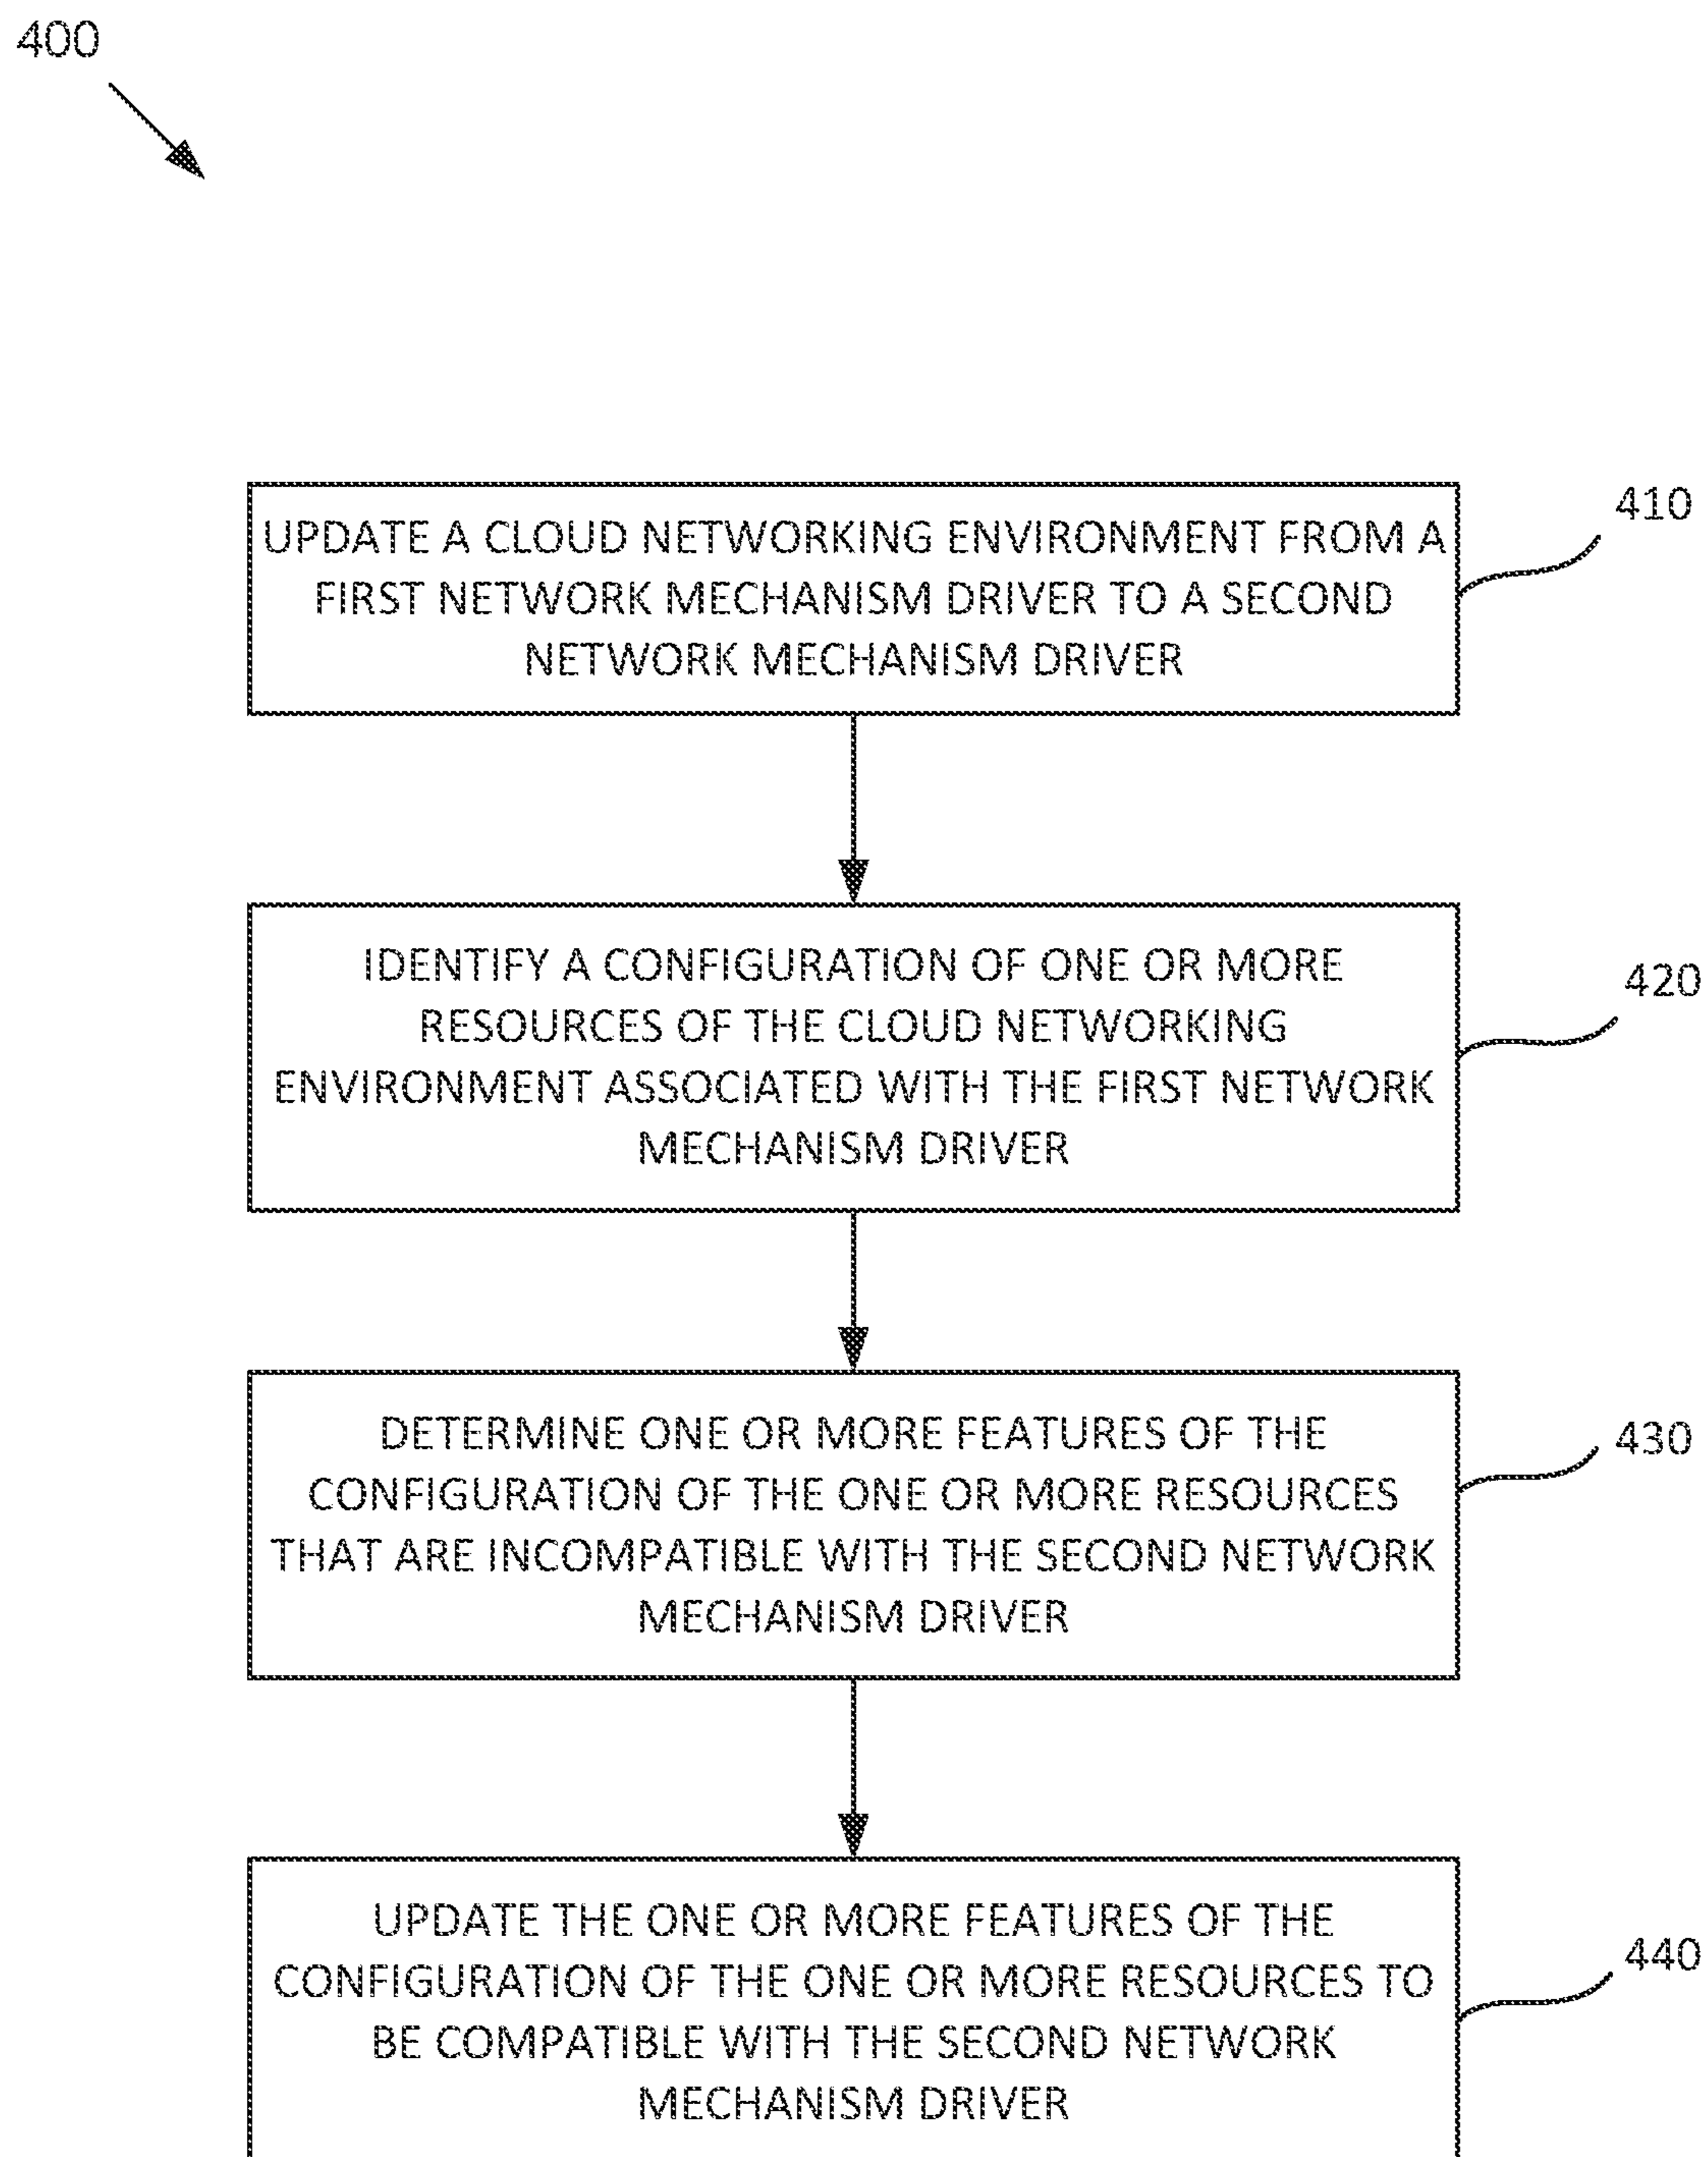 400
UPDATE A CLOUD NETWORKING ENVIRONMENT FROM A
FIRST NETWORK MECHANISM DRIVER TO A SECOND
NETWORK MECHANISM DRIVER
410
IDENTIFY A CONFIGURATION OF ONE OR MORE
RESOURCES OF THE CLOUD NETWORKING
ENVIRONMENT ASSOCIATED WITH THE FIRST NETWORK
MECHANISM DRIVER
420
DETERMINE ONE OR MORE FEATURES OF THE
CONFIGURATION OF THE ONE OR MORE RESOURCES
THAT ARE INCOMPATIBLE WITH THE SECOND NETWORK
MECHANISM DRIVER
430
UPDATE THE ONE OR MORE FEATURES OF THE
CONFIGURATION OF THE ONE OR MORE RESOURCES TO
BE COMPATIBLE WITH THE SECOND NETWORK
MECHANISM DRIVER
440